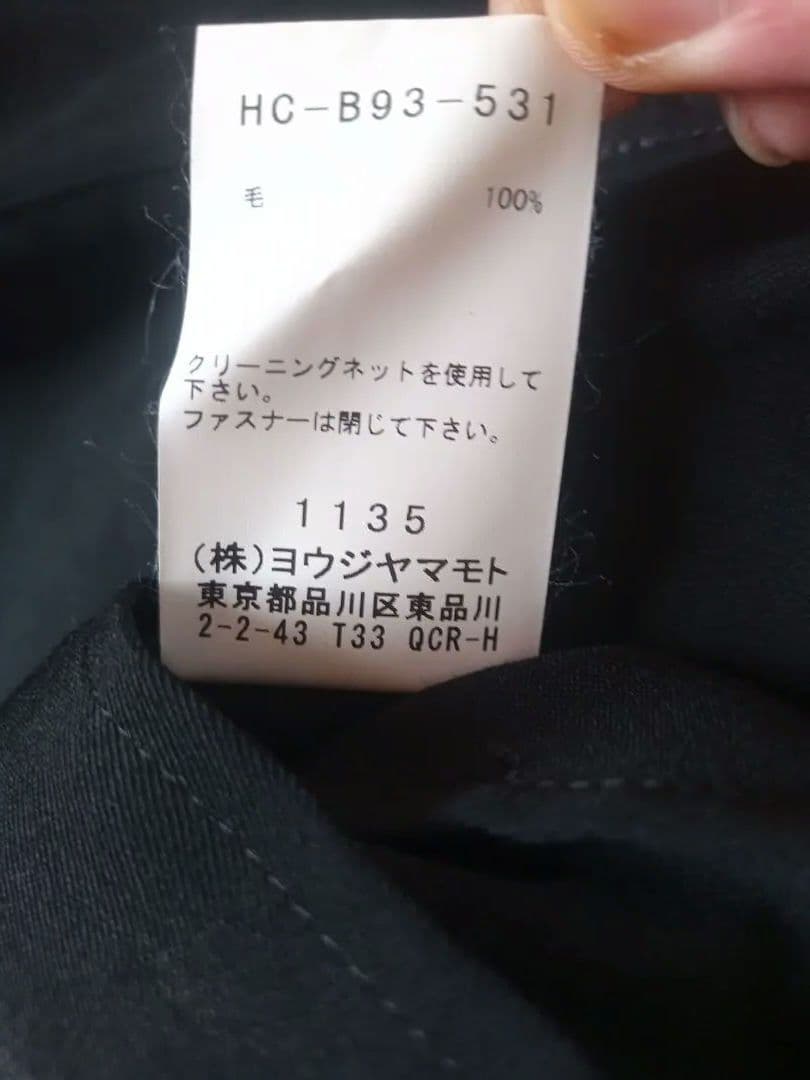 HC-B93-531
毛 100%
クリーニングネットを使用して
下さい。
ファスナーは閉じて下さい。
1135
(株)ヨウジヤマモト
東京都品川区東品川
2-2-43 T33 QCR-H